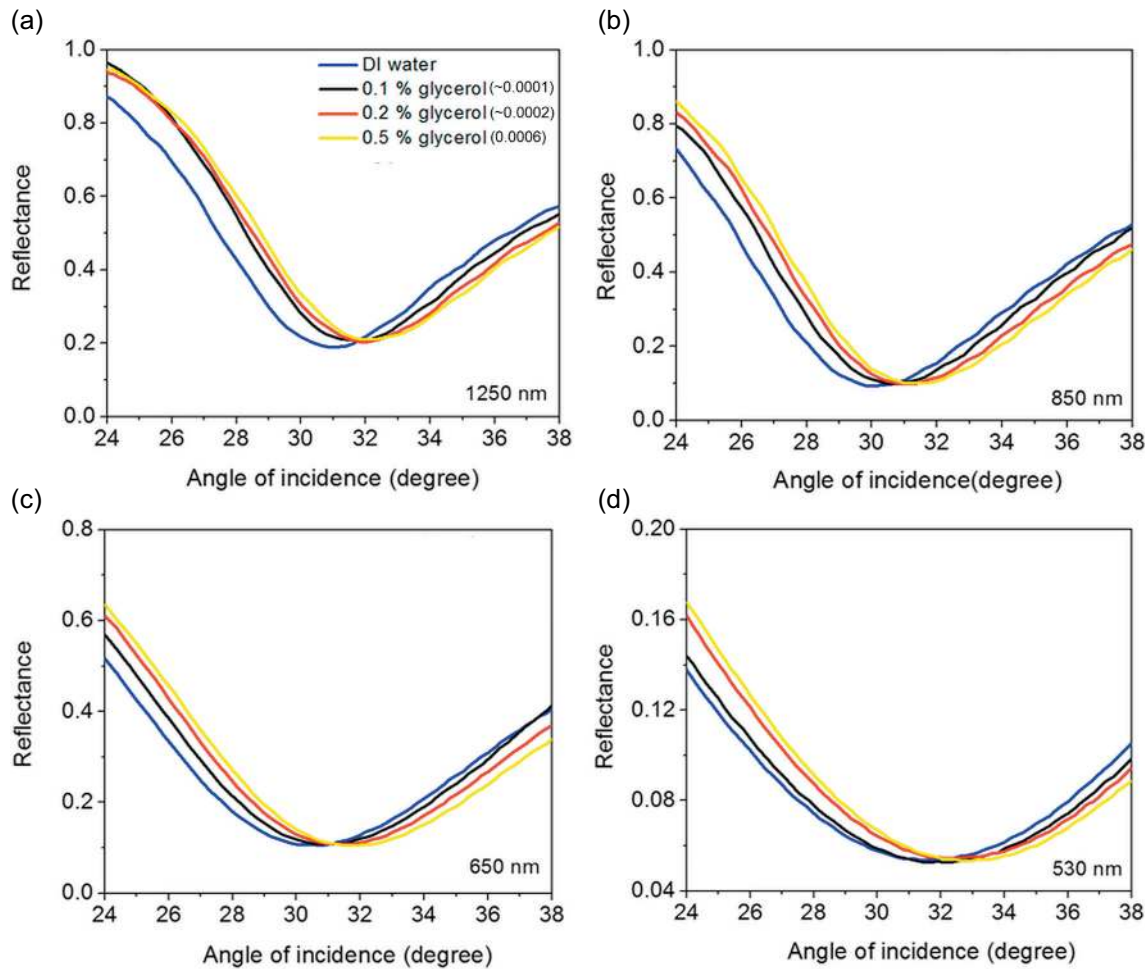 (a)
1.0
0.8
0.6
0.4
0.2
0.0
Reflectance
DI water
0.1 % glycerol (~0.0001)
0.2 % glycerol (~0.0002)
0.5 % glycerol (0.0006)
1250 nm
24 26 28 30 32 34 36 38
Angle of incidence (degree)
(b)
1.0
0.8
0.6
0.4
0.2
0.0
Reflectance
850 nm
24 26 28 30 32 34 36 38
Angle of incidence(degree)
(c)
0.8
0.6
0.4
0.2
0.0
Reflectance
650 nm
24 26 28 30 32 34 36 38
Angle of incidence (degree)
(d)
0.20
0.16
0.12
0.08
0.04
Reflectance
530 nm
24 26 28 30 32 34 36 38
Angle of incidence (degree)